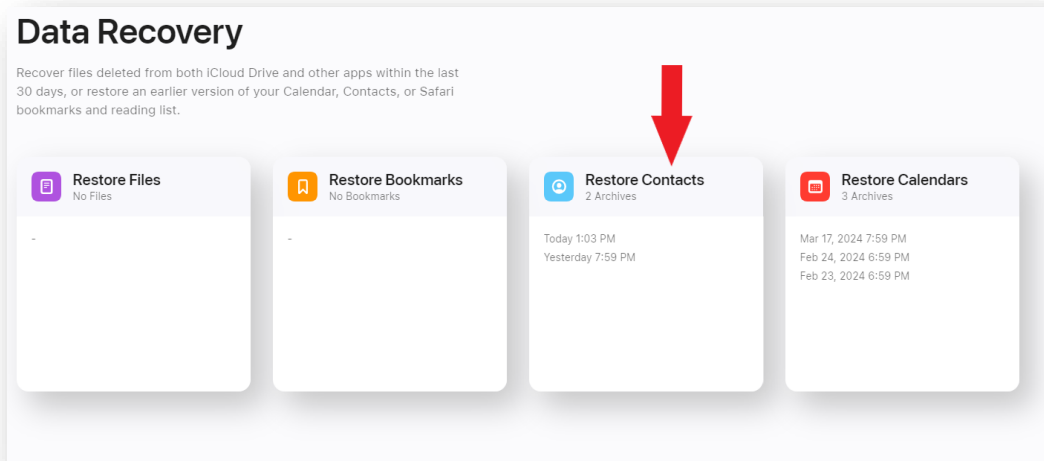 Data Recovery
Recover files deleted from both iCloud Drive and other apps within the last
30 days, or restore an earlier version of your Calendar, Contacts, or Safari
bookmarks and reading list.
Restore Files
No Files
-
Restore Bookmarks
No Bookmarks
-
Restore Contacts
2 Archives
Today 1:03 PM
Yesterday 7:59 PM
Restore Calendars
3 Archives
Mar 17, 2024 7:59 PM
Feb 24, 2024 6:59 PM
Feb 23, 2024 6:59 PM